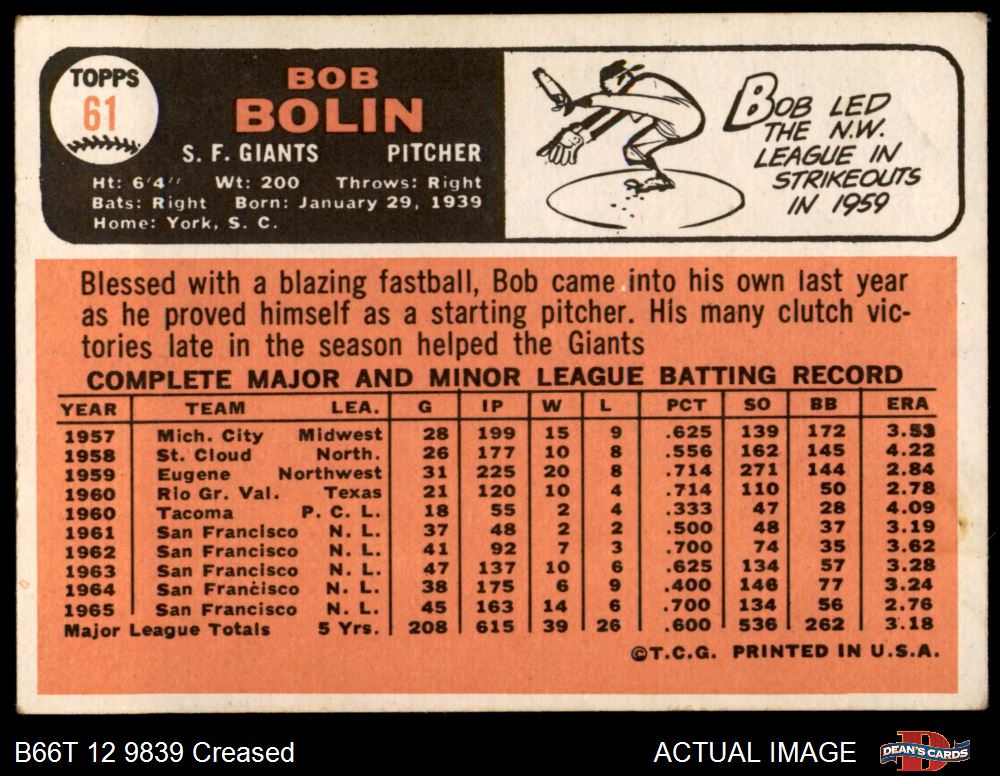 TOPPS
61
BOB
BOLIN
S. F. GIANTS PITCHER
Ht: 6'4" Wt: 200 Throws: Right
Bats: Right Born: January 29, 1939
Home: York, S. C.
BOB LED
THE N.W.
LEAGUE IN
STRIKEOUTS
IN 1959
Blessed with a blazing fastball, Bob came into his own last year
as he proved himself as a starting pitcher. His many clutch vic-
tories late in the season helped the Giants
COMPLETE MAJOR AND MINOR LEAGUE BATTING RECORD
YEAR TEAM LEA. G IP W L PCT SO BB ERA
1957 Mich. City Midwest 28 199 15 9 .625 139 172 3.53
1958 St. Cloud North. 26 177 10 8 .556 162 145 4.22
1959 Eugene Northwest 31 225 20 8 .714 271 144 2.84
1960 Rio Gr. Val. Texas 21 120 10 4 .714 110 50 2.78
1960 Tacoma P. C. L. 18 55 2 4 .333 47 28 4.09
1961 San Francisco N. L. 37 48 2 2 .500 48 37 3.19
1962 San Francisco N. L. 41 92 7 3 .700 74 35 3.62
1963 San Francisco N. L. 47 137 10 6 .625 134 57 3.28
1964 San Francisco N. L. 38 175 6 9 .400 146 77 3.24
1965 San Francisco N. L. 45 163 14 6 .700 134 56 2.76
Major League Totals 5 Yrs. 208 615 39 26 .600 536 262 3.18
©T.C.G. PRINTED IN U.S.A.
B66T 12 9839 Creased
ACTUAL IMAGE
DEAN'S CARDS